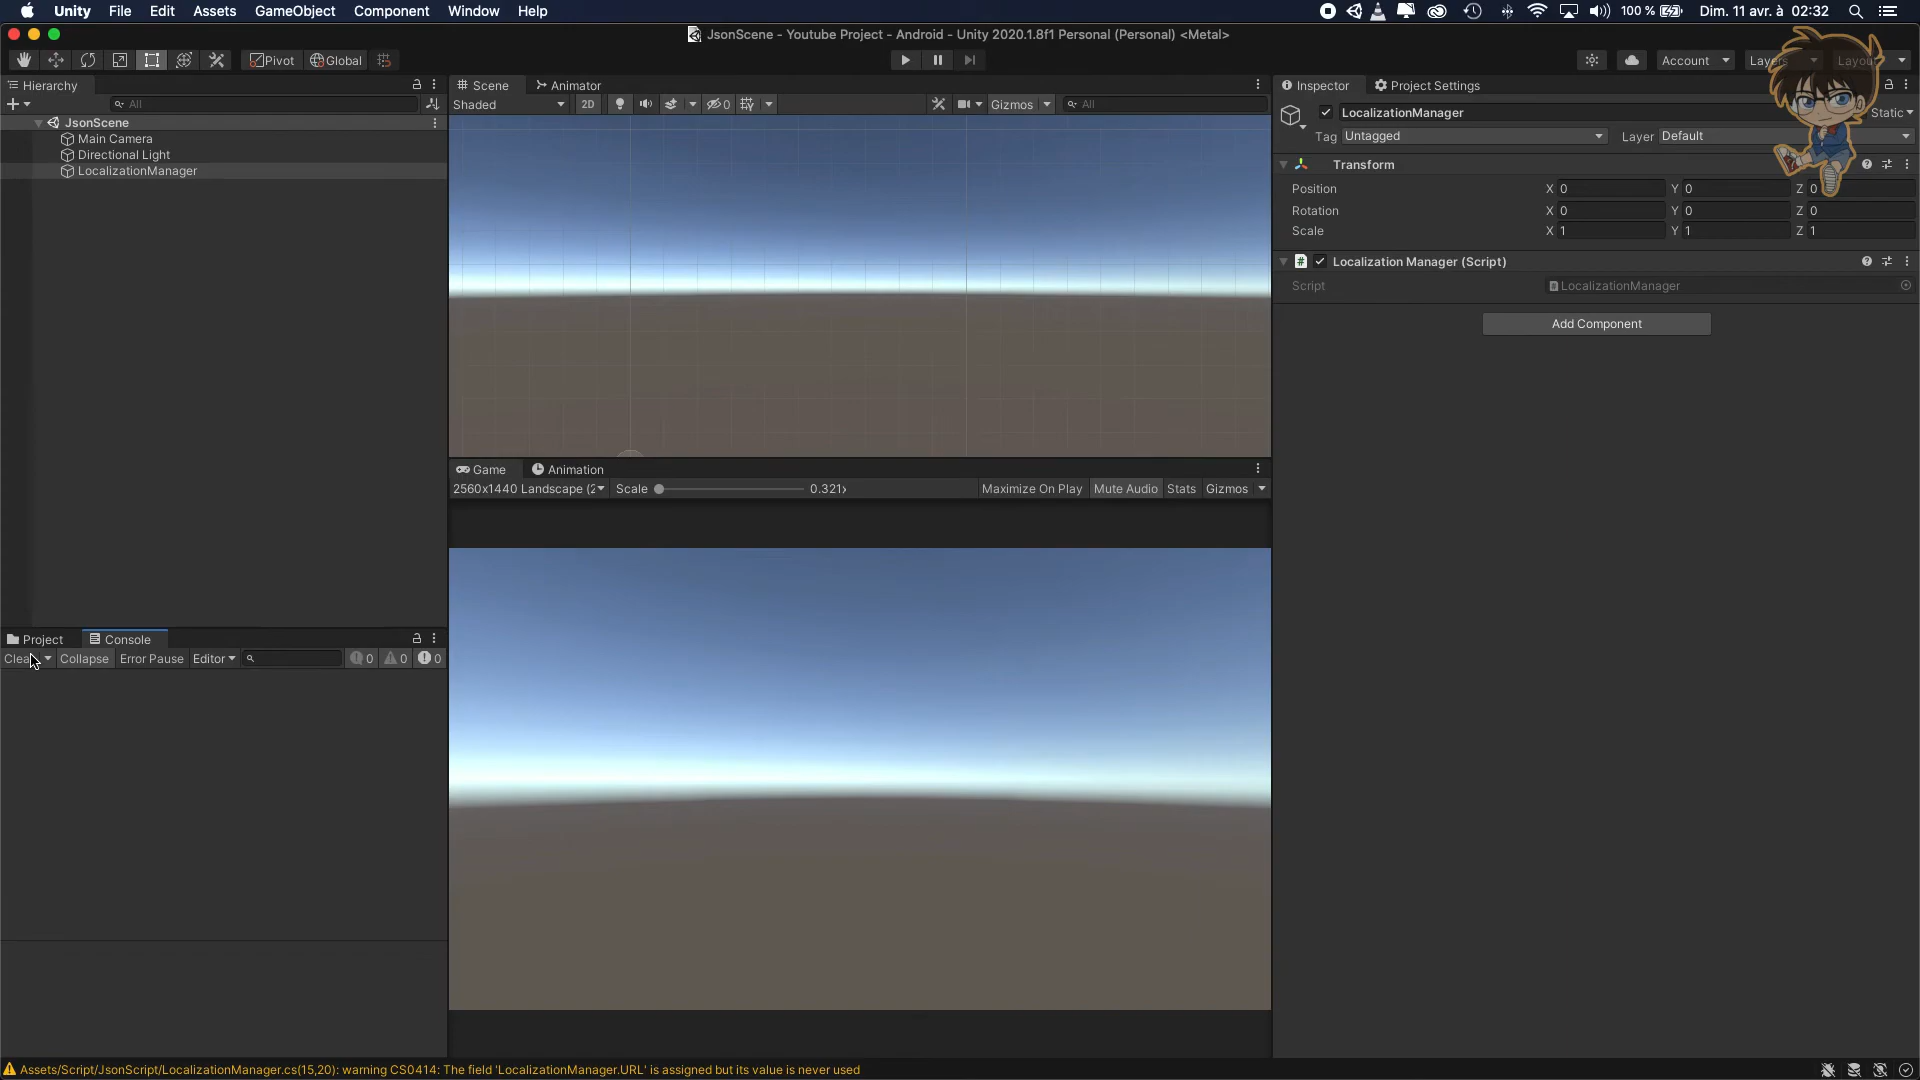 Unity File Edit Assets GameObject Component Window Help 100 % Dim. 11 avr. à 02:32
JsonScene - Youtube Project - Android - Unity 2020.1.8f1 Personal (Personal) <Metal>
Pivot Global Account Layers
Hierarchy
All
JsonScene
Main Camera
Directional Light
LocalizationManager
Scene Animator
Shaded 2D 0 Gizmos All
Game Animation
2560x1440 Landscape (2 Scale 0.321x Maximize On Play Mute Audio Stats Gizmos
Inspector Project Settings
LocalizationManager Static
Tag Untagged Layer Default
Transform
Position X 0 Y 0 Z 0
Rotation X 0 Y 0 Z 0
Scale X 1 Y 1 Z 1
# Localization Manager (Script)
Script LocalizationManager
Add Component
Project Console
Clear Collapse Error Pause Editor 0 0 0
Assets/Script/JsonScript/LocalizationManager.cs(15,20): warning CS0414: The field 'LocalizationManager.URL' is assigned but its value is never used